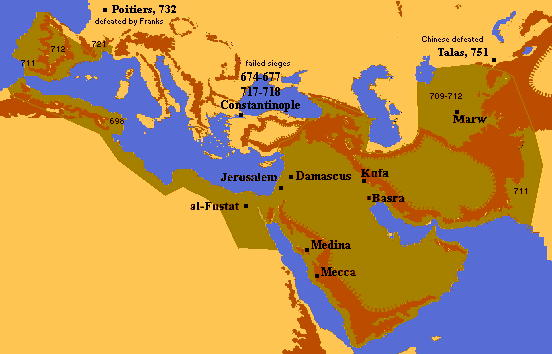 Poitiers, 732
defeated by Franks
Chinese defeated
Talas, 751
712
721
711
failed sieges
674-677
717-718
Constantinople
709-712
Marw
698
Jerusalem
Damascus
Kufa
Basra
711
al-Fustat
Medina
Mecca